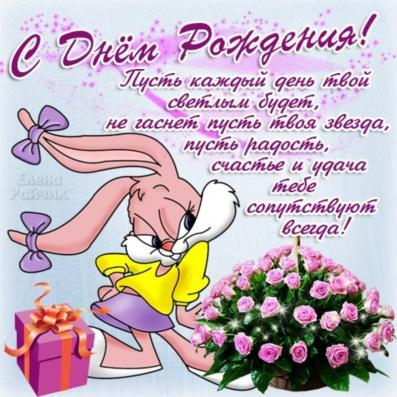 С Днём Рождения!
Пусть каждый день твой
светлым будет,
не гаснет пусть твоя звезда,
пусть радость,
счастье и удача
тебе
сопутствуют
всегда!
Елена
Райчик